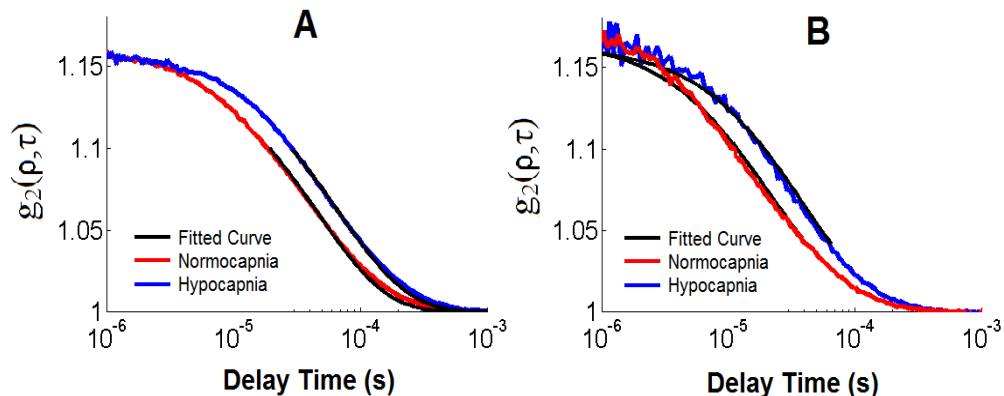 A
g₂(ρ,τ)
1.15
1.1
1.05
1
Fitted Curve
Normocapnia
Hypocapnia
10⁻⁶
10⁻⁵
10⁻⁴
10⁻³
Delay Time (s)
B
g₂(ρ,τ)
1.15
1.1
1.05
1
Fitted Curve
Normocapnia
Hypocapnia
10⁻⁶
10⁻⁵
10⁻⁴
10⁻³
Delay Time (s)